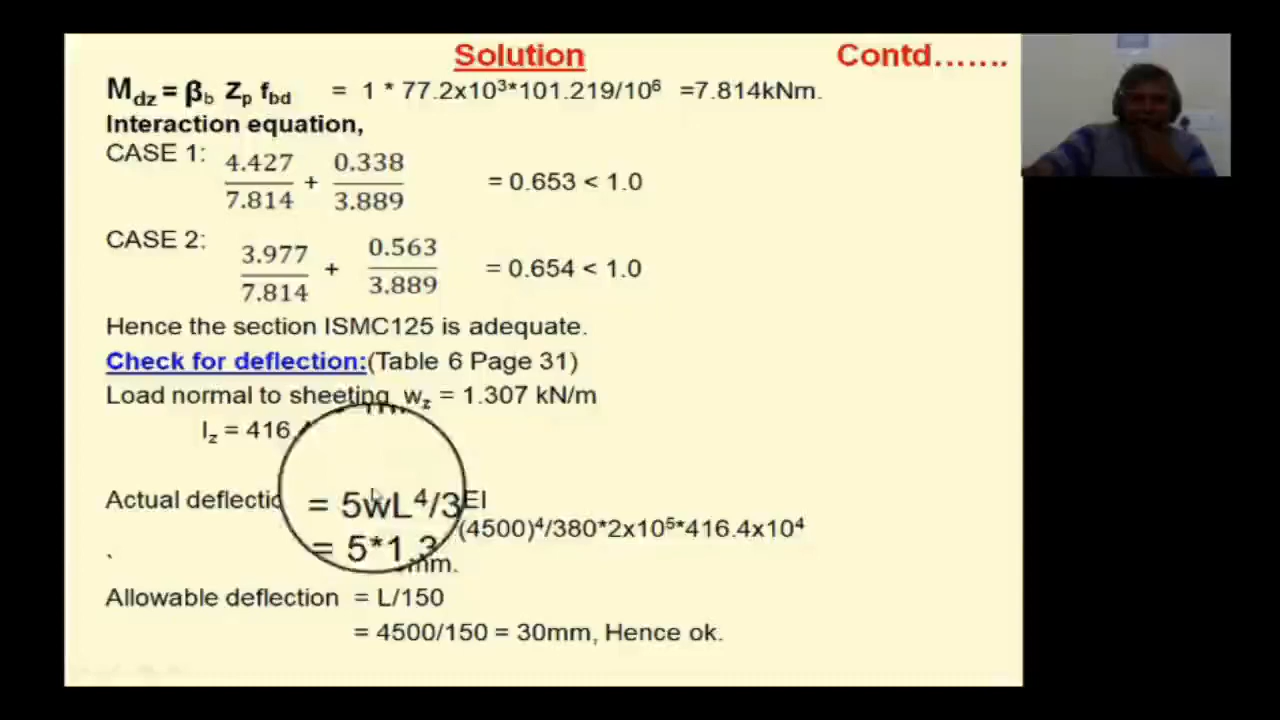 Solution Contd…….
Mdz = βb Zp fbd = 1 * 77.2x10³*101.219/10⁶ =7.814kNm.
Interaction equation,
CASE 1: 4.427/7.814 + 0.338/3.889 = 0.653 < 1.0
CASE 2: 3.977/7.814 + 0.563/3.889 = 0.654 < 1.0
Hence the section ISMC125 is adequate.
Check for deflection:(Table 6 Page 31)
Load normal to sheeting wz = 1.307 kN/m
Iz = 416
Actual = 5wL⁴/3 EI
= 5*1.3 (4500)⁴/380*2x10⁵*416.4x10⁴
mm.
Allowable deflection = L/150
= 4500/150 = 30mm, Hence ok.